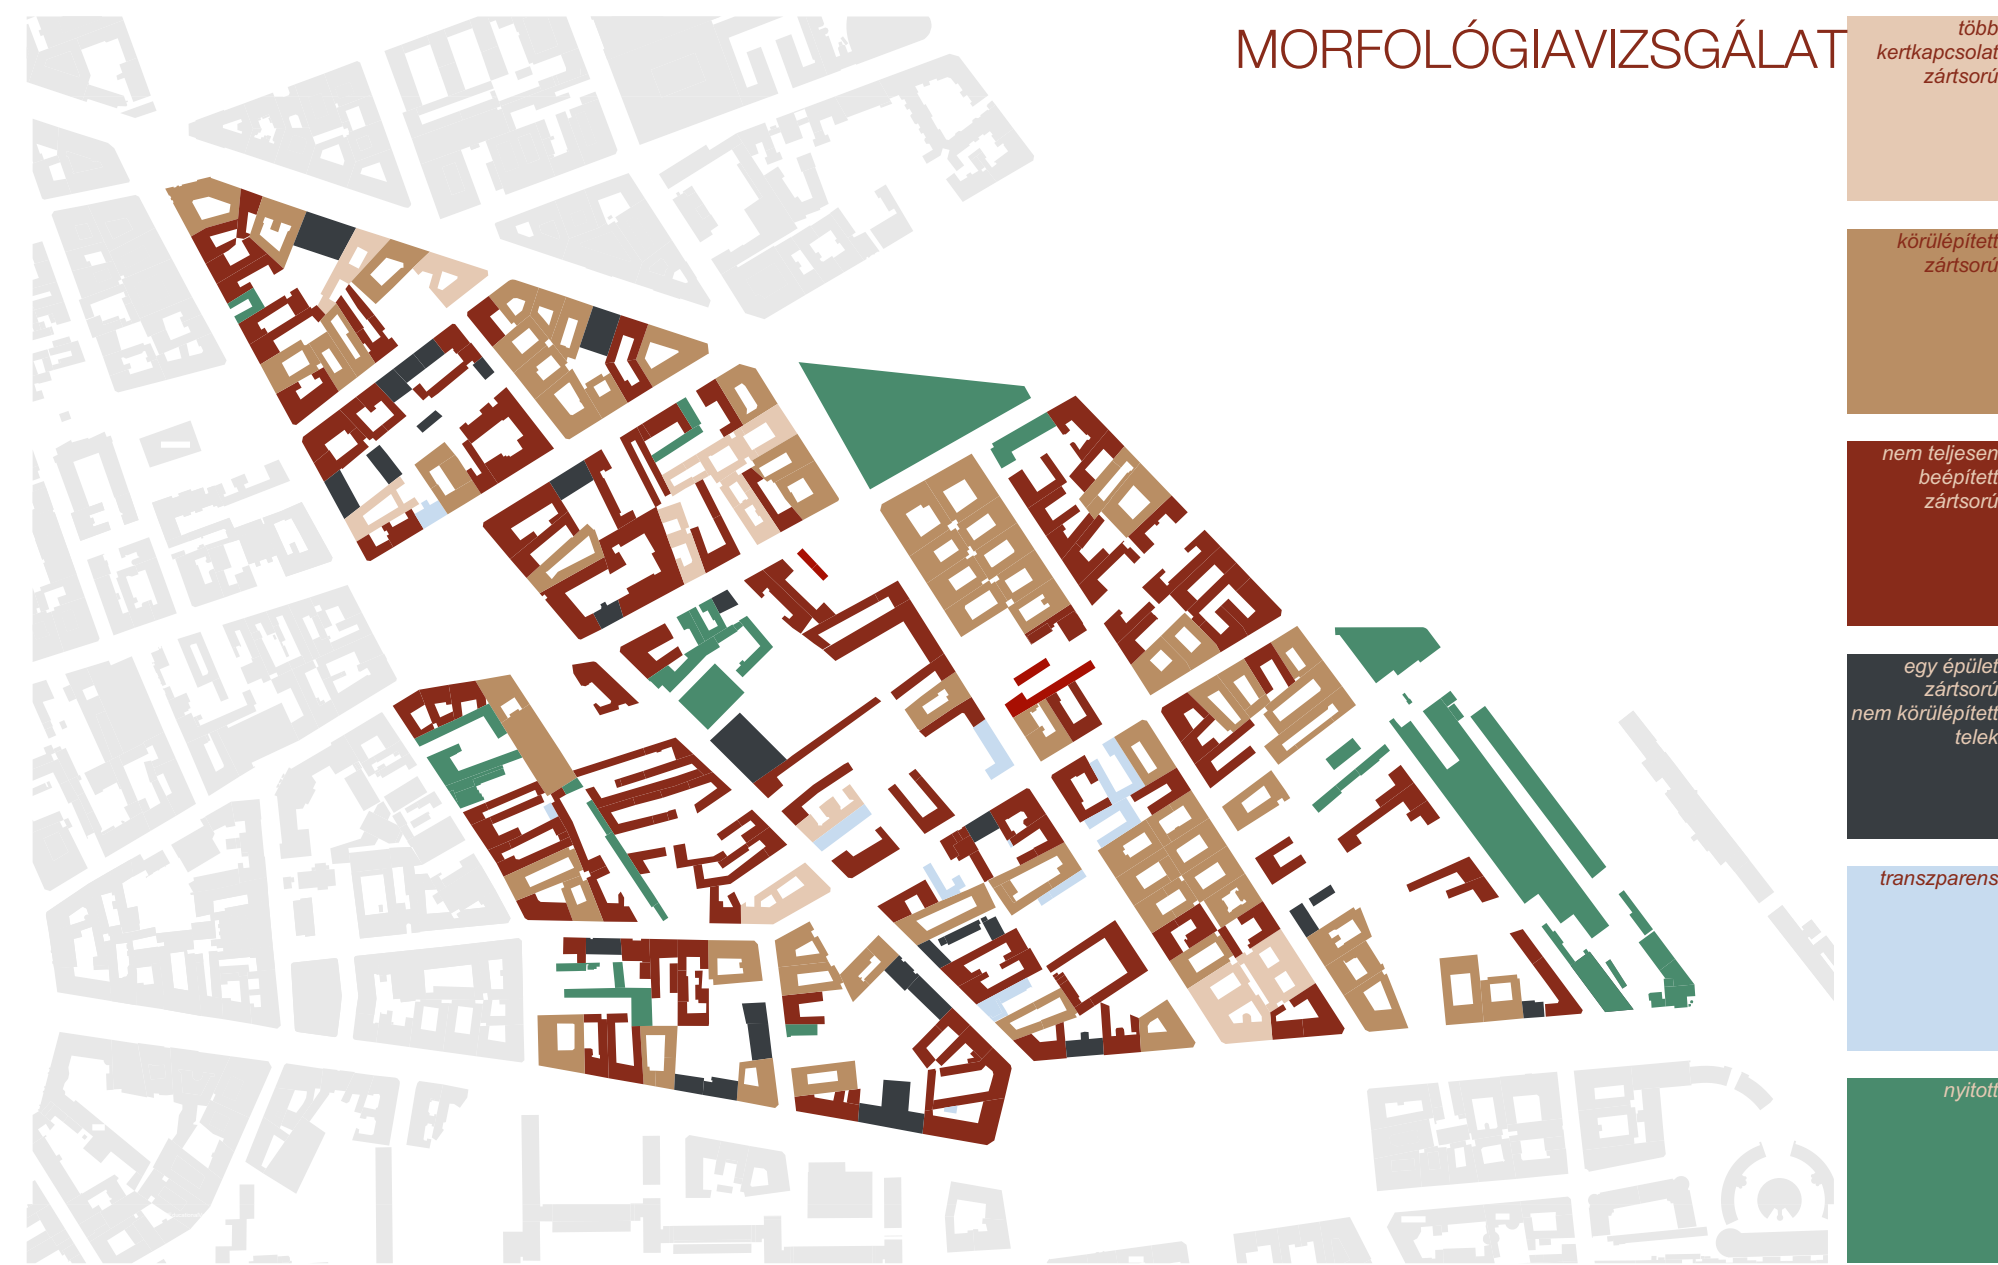 MORFOLÓGIAVIZSGÁLAT
több
kertkapcsolat
zártsorú
körülépített
zártsorú
nem teljesen
beépített
zártsorú
egy épület
zártsorú
nem körülépített
telek
transzparens
nyitott